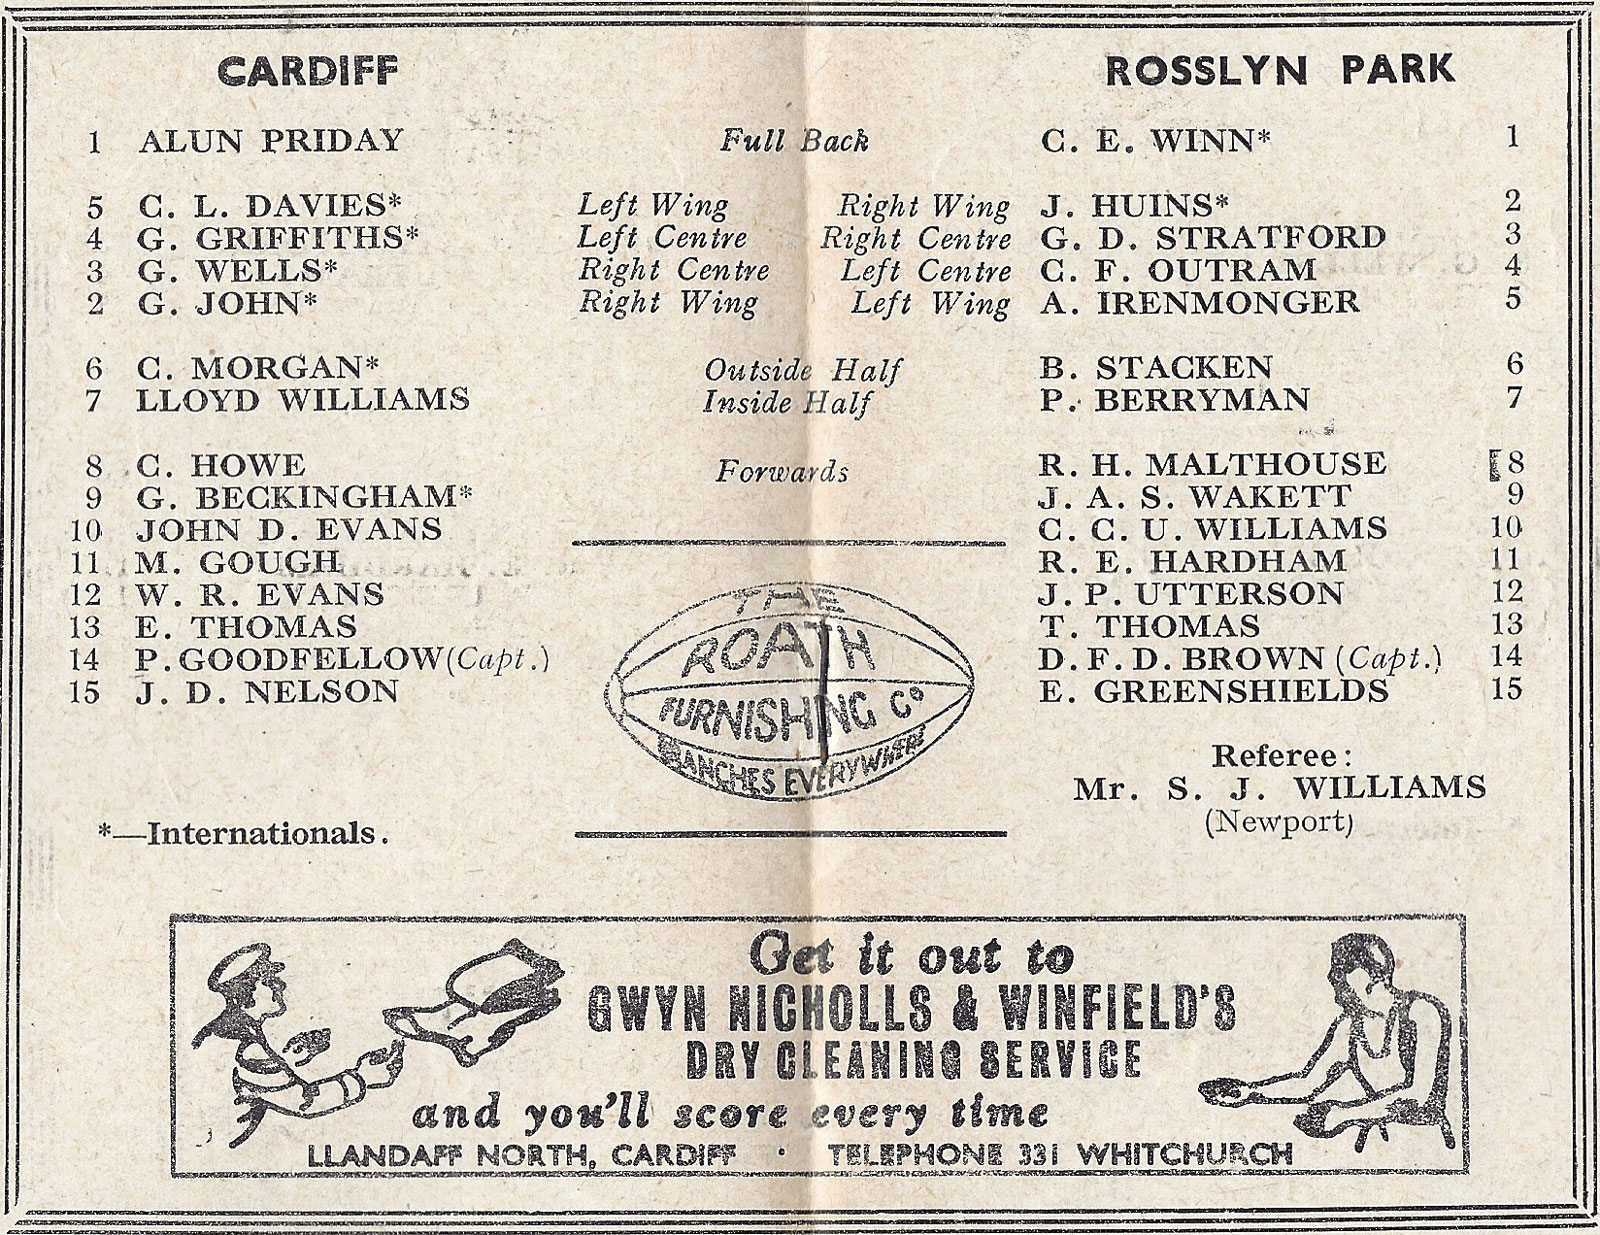 CARDIFF ROSSLYN PARK
1 ALUN PRIDAY Full Back C. E. WINN* 1
5 C. L. DAVIES* Left Wing Right Wing J. HUINS* 2
4 G. GRIFFITHS* Left Centre Right Centre G. D. STRATFORD 3
3 G. WELLS* Right Centre Left Centre C. F. OUTRAM 4
2 G. JOHN* Right Wing Left Wing A. IRENMONGER 5
6 C. MORGAN* Outside Half B. STACKEN 6
7 LLOYD WILLIAMS Inside Half P. BERRYMAN 7
8 C. HOWE Forwards R. H. MALTHOUSE 8
9 G. BECKINGHAM* J. A. S. WAKETT 9
10 JOHN D. EVANS C. C. U. WILLIAMS 10
11 M. GOUGH R. E. HARDHAM 11
12 W. R. EVANS J. P. UTTERSON 12
13 E. THOMAS T. THOMAS 13
14 P. GOODFELLOW (Capt.) D. F. D. BROWN (Capt.) 14
15 J. D. NELSON E. GREENSHIELDS 15
THE
ROATH
FURNISHING Co
BRANCHES EVERYWHERE
Referee:
Mr. S. J. WILLIAMS
(Newport)
*—Internationals.
Get it out to
GWYN NICHOLLS & WINFIELD'S
DRY CLEANING SERVICE
and you'll score every time
LLANDAFF NORTH, CARDIFF · TELEPHONE 331 WHITCHURCH